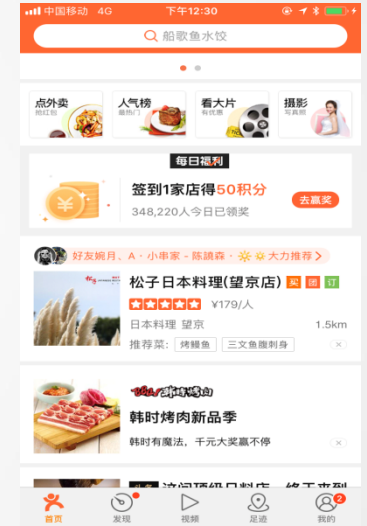 中国移动 4G 下午12:30
船歌鱼水饺
点外卖 人气榜 看大片 摄影
抢红包 最热门 有优惠 写真照
每日福利
签到1家店得50积分
348,220人今日已领奖
去赢奖
好友婉月、A·小串家-陈韻森·大力推荐
松子日本料理(望京店) 买 团 订
¥179/人
日本料理 望京 1.5km
推荐菜: 烤鳗鱼 三文鱼腹刺身
韩时烤肉新品季
韩时有魔法，千元大奖赢不停
2
首页 发现 视频 足迹 我的